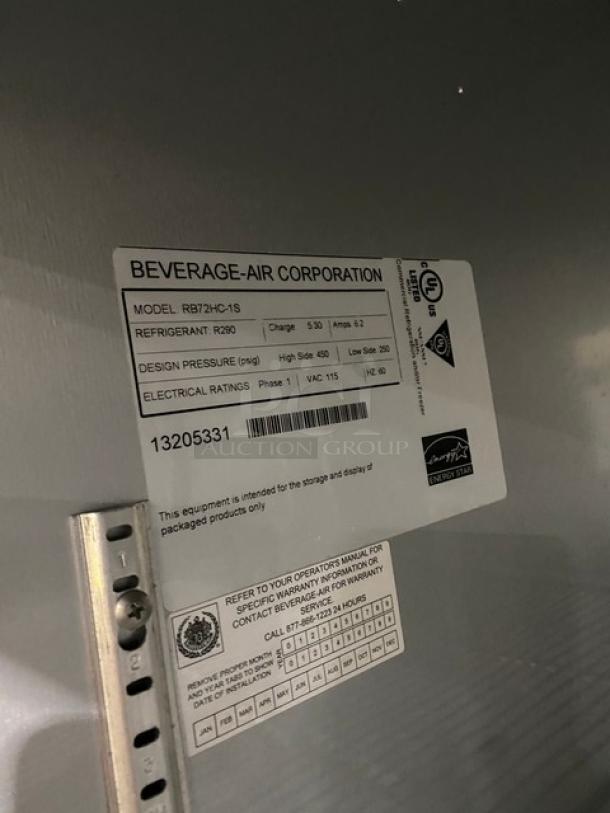 BEVERAGE-AIR CORPORATION
MODEL: RB72HC-1S
REFRIGERANT: R290 Charge 5.30 Amps 6.2
DESIGN PRESSURE (psig) High Side 450 Low Side 250
ELECTRICAL RATINGS Phase 1 VAC 115 HZ 60
13205331
This equipment is intended for the storage and display of
packaged products only
C UL US
LISTED
Commercial Refrigerator and/or Freezer
UL
ENERGY STAR
AUCTION GROUP
REFER TO YOUR OPERATOR'S MANUAL FOR
SPECIFIC WARRANTY INFORMATION OR
CONTACT BEVERAGE-AIR FOR WARRANTY
SERVICE.
CALL 877-866-1223 24 HOURS
REMOVE PROPER MONTH
AND YEAR TABS TO SHOW
DATE OF INSTALLATION
YEAR
0 1 2 3 4 5 6 7 8 9
0 1 2 3 4 5 6 7 8 9
JAN FEB MAR APR MAY JUN JUL AUG SEP OCT NOV DEC
1